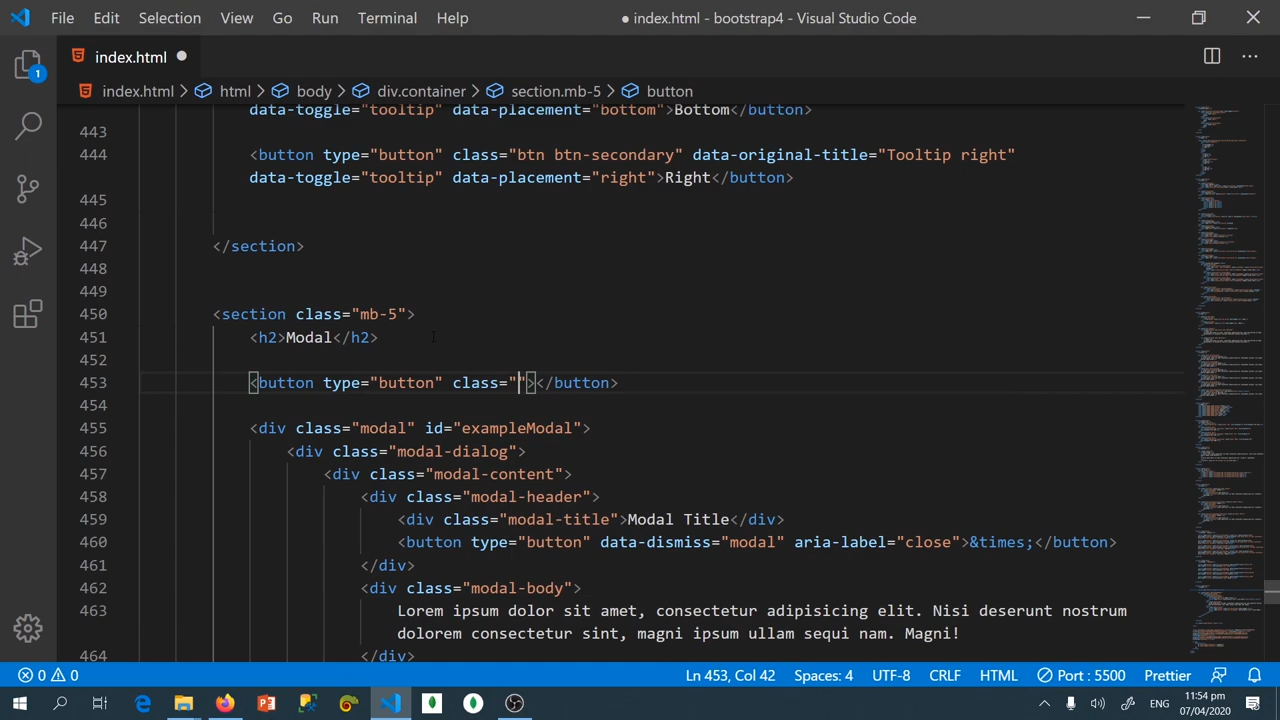 File Edit Selection View Go Run Terminal Help ● index.html - bootstrap4 - Visual Studio Code
index.html
index.html > html > body > div.container > section.mb-5 > button
1
data-toggle="tooltip" data-placement="bottom">Bottom</button>
443
444 <button type="button" class="btn btn-secondary" data-original-title="Tooltip right"
data-toggle="tooltip" data-placement="right">Right</button>
445
446
447 </section>
448
449
450 <section class="mb-5">
451 <h2>Modal</h2>
452
453 <button type="button" class=""></button>
454
455 <div class="modal" id="exampleModal">
456 <div class="modal-dialog">
457 <div class="modal-content">
458 <div class="modal-header">
459 <div class="modal-title">Modal Title</div>
460 <button type="button" data-dismiss="modal" aria-label="close">&times;</button>
461 </div>
462 <div class="modal-body">
463 Lorem ipsum dolor sit amet, consectetur adipisicing elit. Nisi deserunt nostrum
dolorem consectetur sint, magni ipsum
464 </div>
0 0 Ln 453, Col 42 Spaces: 4 UTF-8 CRLF HTML Port : 5500 Prettier
ENG 11:54 pm
07/04/2020